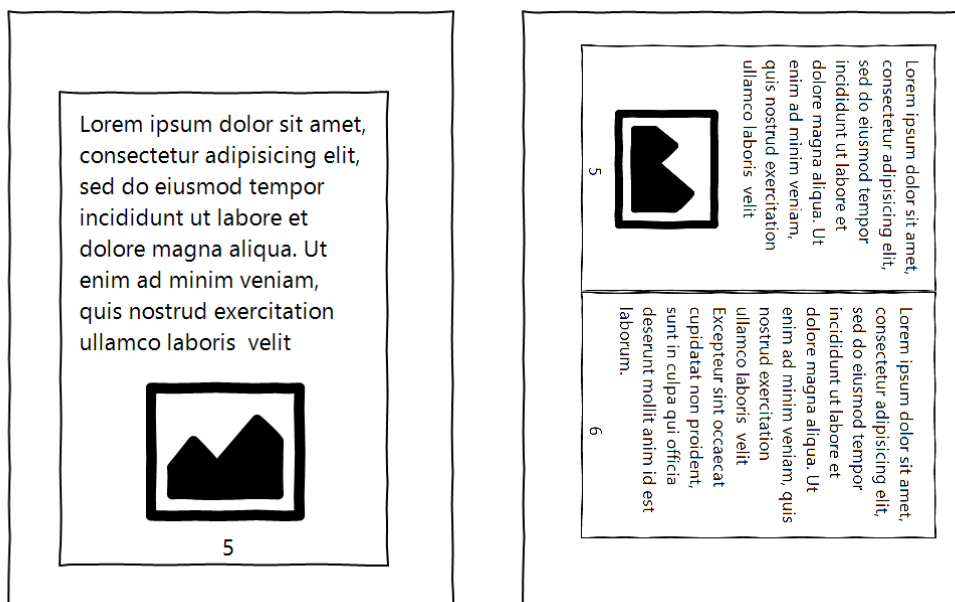 Lorem ipsum dolor sit amet,
consectetur adipisicing elit,
sed do eiusmod tempor
incididunt ut labore et
dolore magna aliqua. Ut
enim ad minim veniam,
quis nostrud exercitation
ullamco laboris  velit
5
Lorem ipsum dolor sit amet,
consectetur adipisicing elit,
sed do eiusmod tempor
incididunt ut labore et
dolore magna aliqua. Ut
enim ad minim veniam,
quis nostrud exercitation
ullamco laboris  velit
5
Lorem ipsum dolor sit amet,
consectetur adipisicing elit,
sed do eiusmod tempor
incididunt ut labore et
dolore magna aliqua. Ut
enim ad minim veniam, quis
nostrud exercitation
ullamco laboris  velit
Excepteur sint occaecat
cupidatat non proident,
sunt in culpa qui officia
deserunt mollit anim id est
laborum.
6